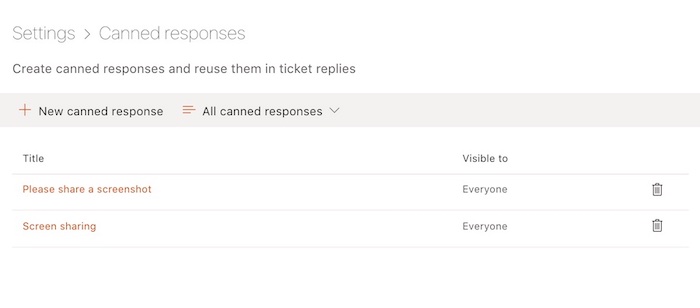 Settings > Canned responses
Create canned responses and reuse them in ticket replies
New canned response All canned responses
Title Visible to
Please share a screenshot Everyone
Screen sharing Everyone